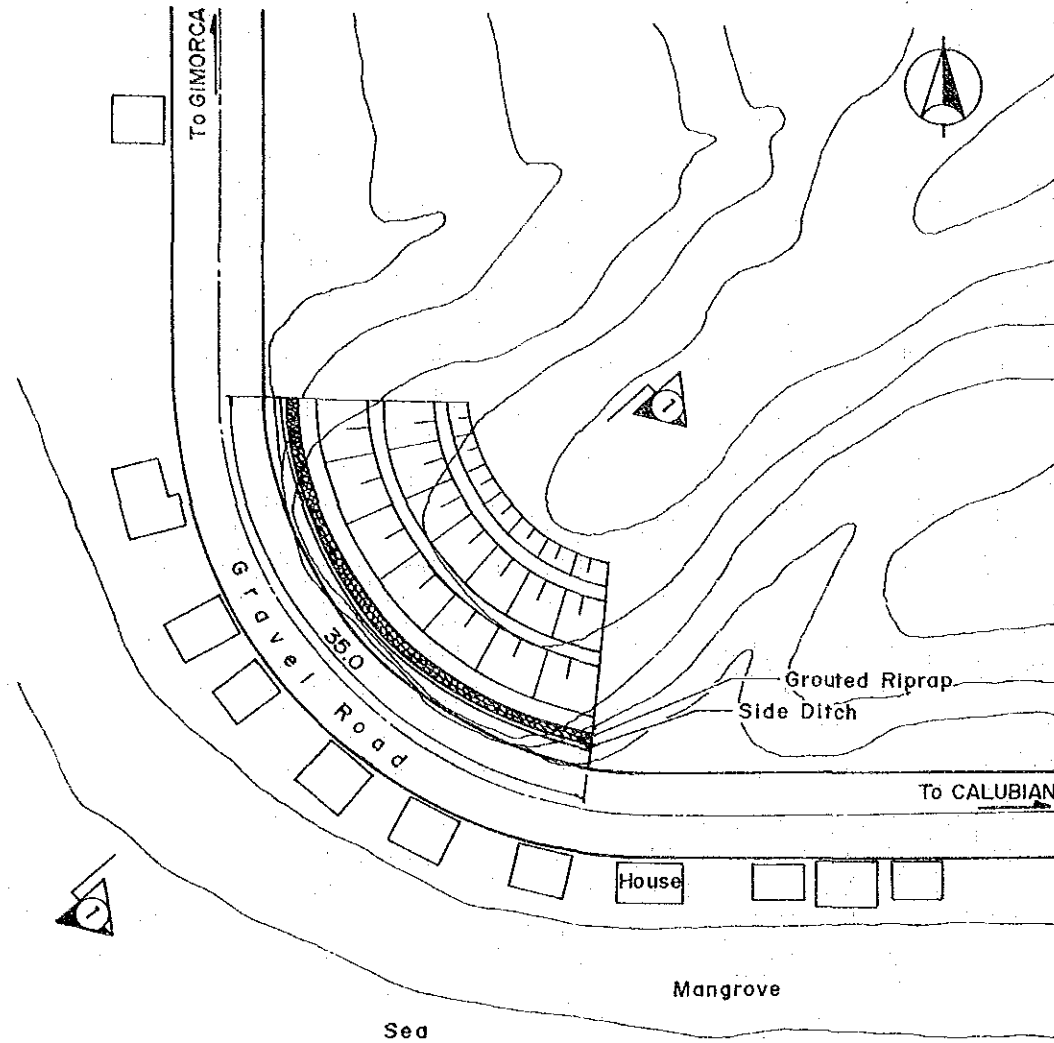 To GIMORCA
1
Gravel Road
35.0
Grouted Riprap
Side Ditch
To CALUBIAN
House
1
Mangrove
Sea